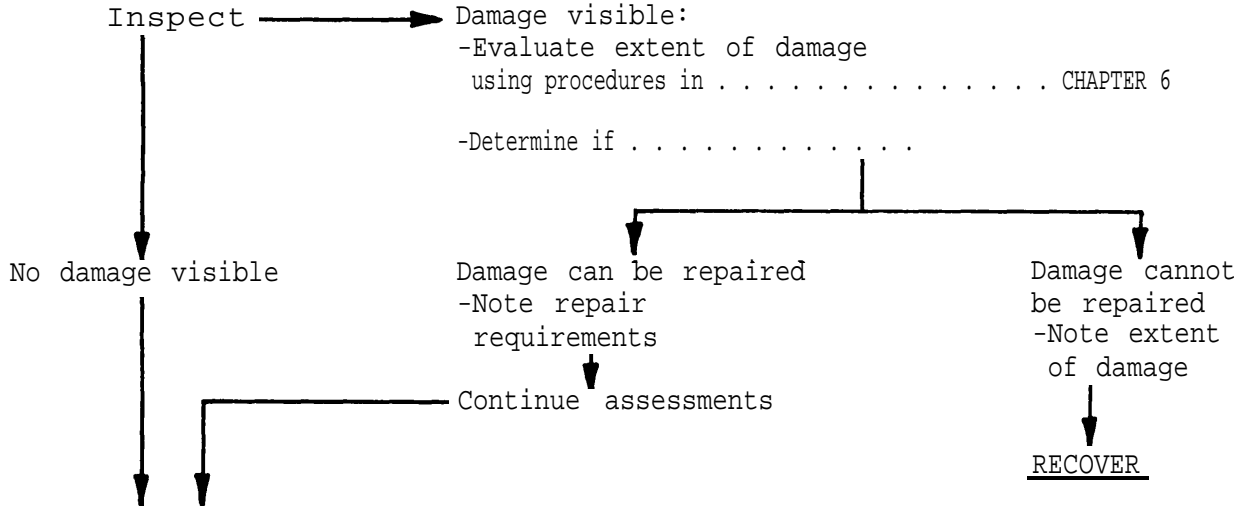 Inspect
Damage visible:
-Evaluate extent of damage
using procedures in . . . . . . . . . . . . . . CHAPTER 6
-Determine if . . . . . . . . . . . .
No damage visible
Damage can be repaired
-Note repair
requirements
Continue assessments
Damage cannot
be repaired
-Note extent
of damage
RECOVER